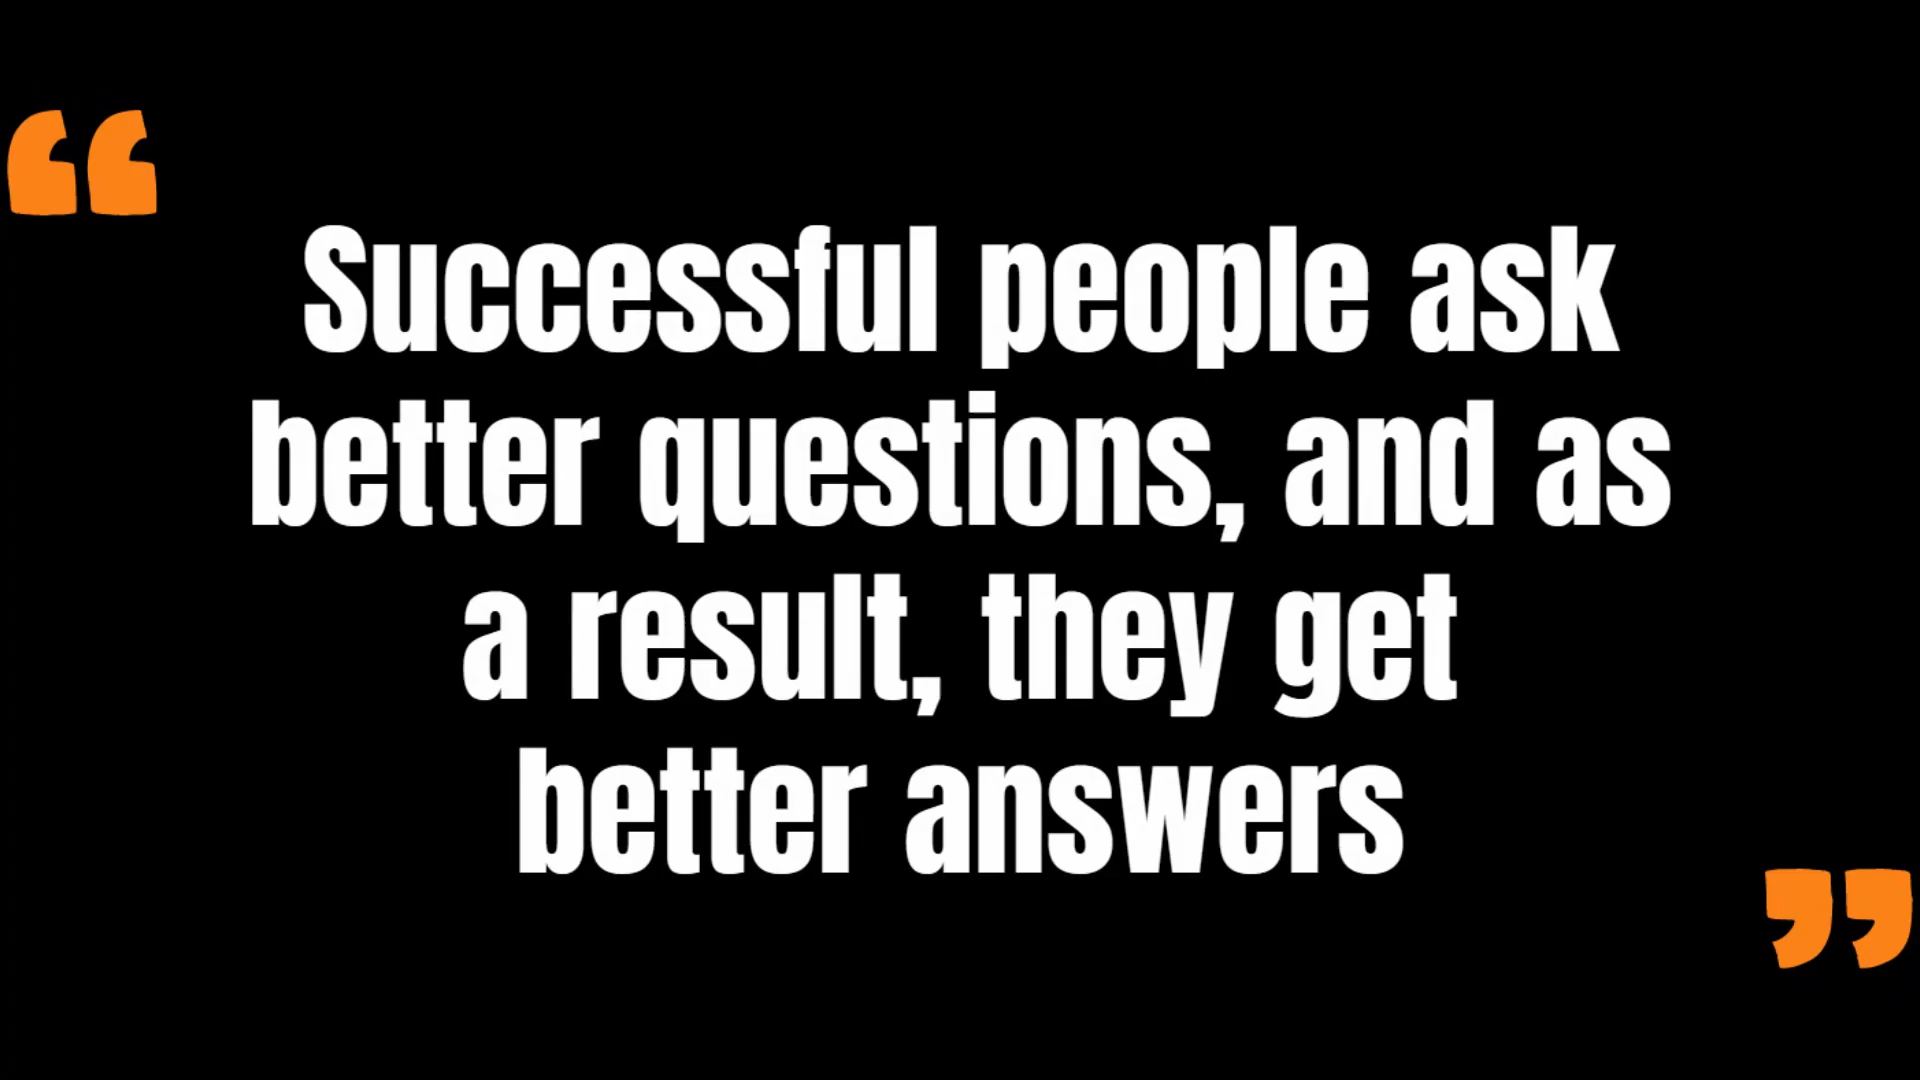 “
Successful people ask
better questions, and as
a result, they get
better answers
”